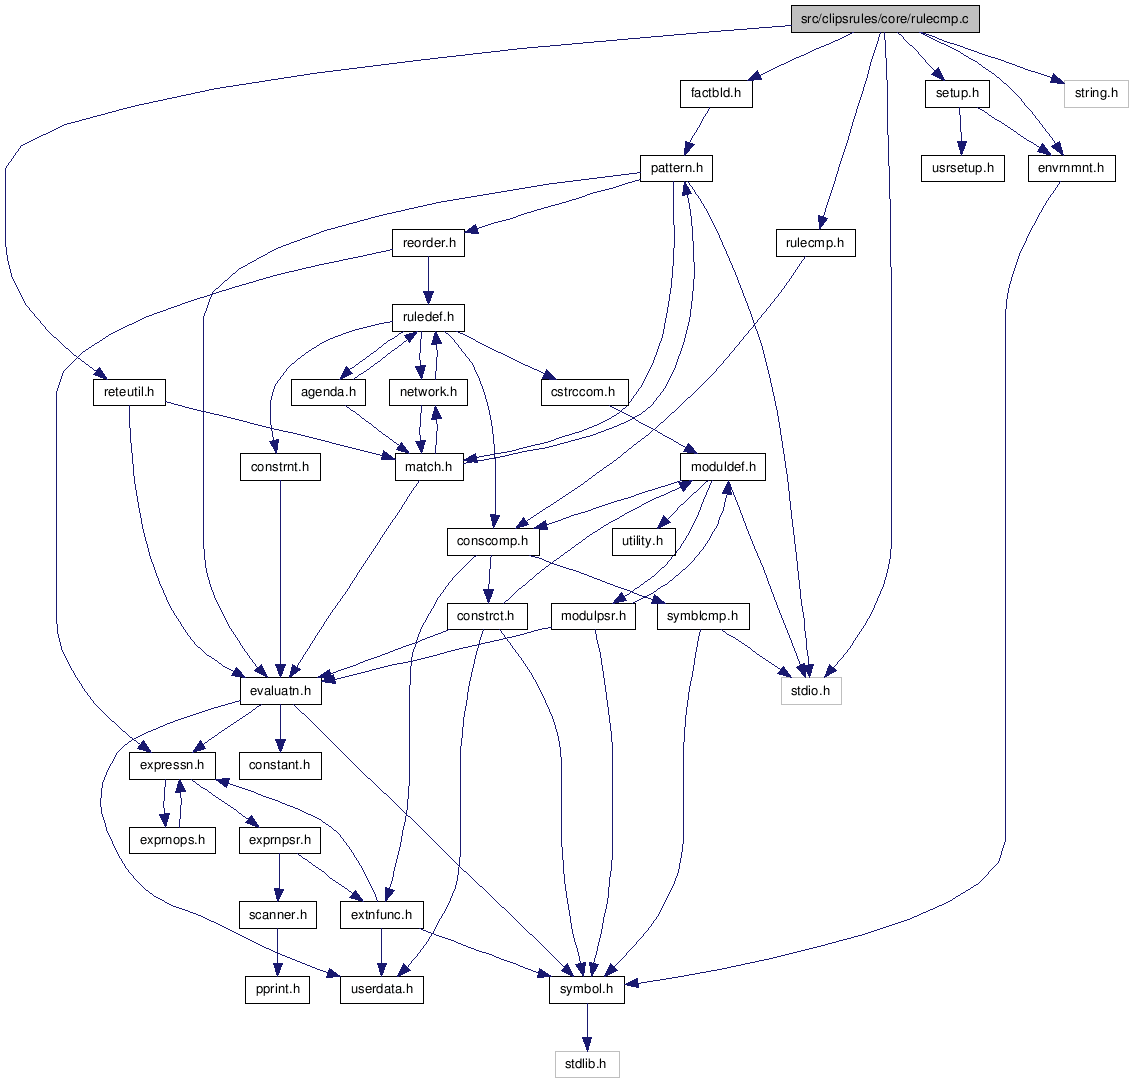 src/clipsrules/core/rulecmp.c
factbld.h
setup.h
string.h
pattern.h
usrsetup.h
envrnmnt.h
reorder.h
rulecmp.h
ruledef.h
reteutil.h
agenda.h
network.h
cstrccom.h
constrnt.h
match.h
moduldef.h
conscomp.h
utility.h
constrct.h
modulpsr.h
symblcmp.h
evaluatn.h
stdio.h
expressn.h
constant.h
exprnops.h
exprnpsr.h
scanner.h
extnfunc.h
pprint.h
userdata.h
symbol.h
stdlib.h